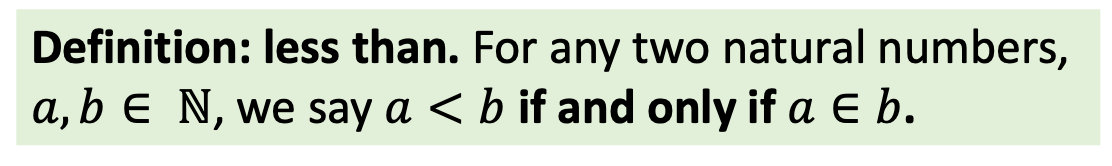 Definition: less than. For any two natural numbers,
𝑎, 𝑏 ∈ ℕ, we say 𝑎 < 𝑏 if and only if 𝑎 ∈ 𝑏.